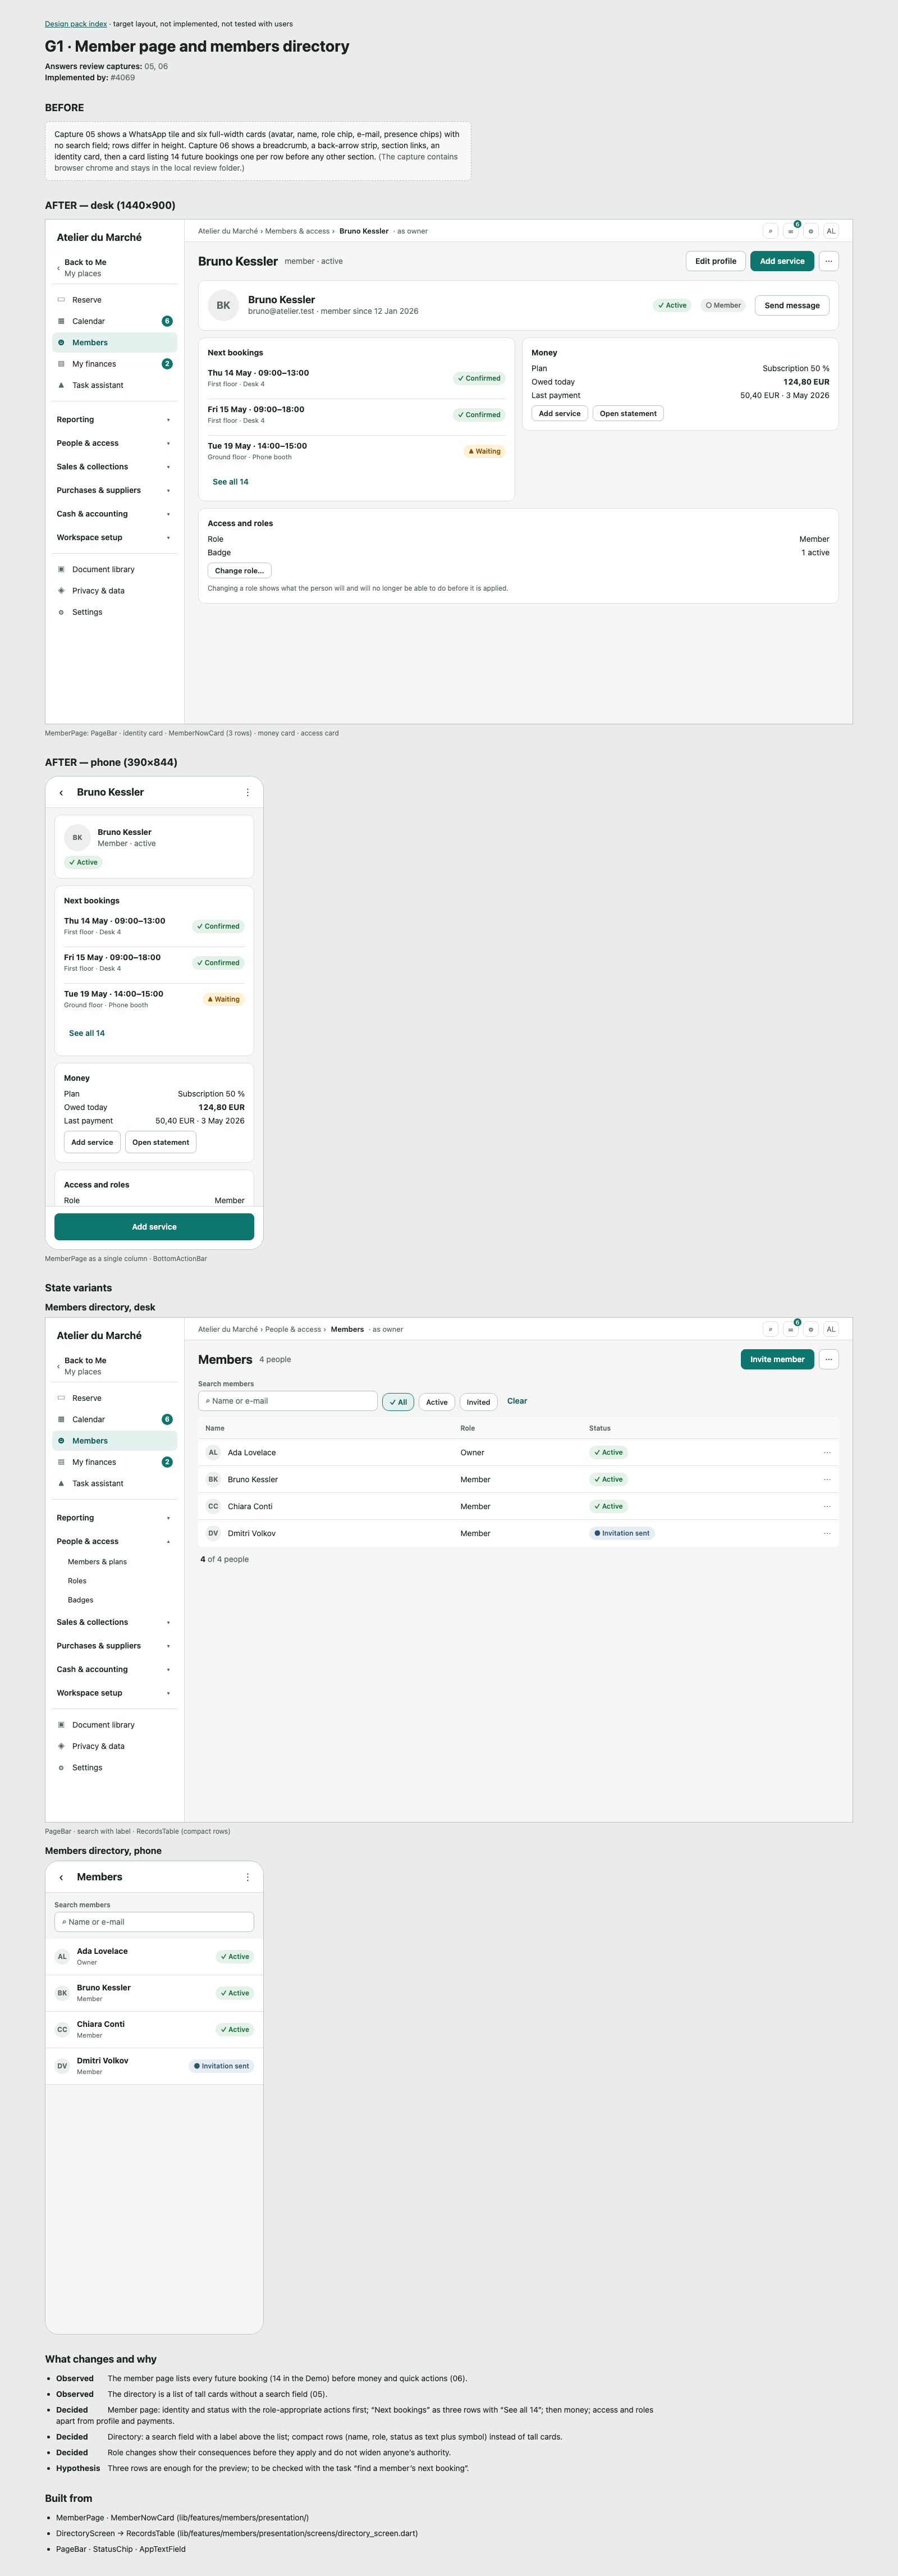 Design pack index · target layout, not implemented, not tested with users
G1 · Member page and members directory
Answers review captures: 05, 06
Implemented by: #4069
BEFORE
Capture 05 shows a WhatsApp tile and six full-width cards (avatar, name, role chip, e-mail, presence chips) with
no search field; rows differ in height. Capture 06 shows a breadcrumb, a back-arrow strip, section links, an
identity card, then a card listing 14 future bookings one per row before any other section. (The capture contains
browser chrome and stays in the local review folder.)
AFTER — desk (1440×900)
Atelier du Marché
‹ Back to Me
My places
Reserve
Calendar 6
Members
My finances 2
Task assistant
Reporting
People & access
Sales & collections
Purchases & suppliers
Cash & accounting
Workspace setup
Document library
Privacy & data
Settings
Atelier du Marché › Members & access › Bruno Kessler · as owner
6
AL
Bruno Kessler member · active
Edit profile
Add service
⋯
BK
Bruno Kessler
bruno@atelier.test · member since 12 Jan 2026
✓ Active
○ Member
Send message
Next bookings
Thu 14 May · 09:00–13:00
First floor · Desk 4
✓ Confirmed
Fri 15 May · 09:00–18:00
First floor · Desk 4
✓ Confirmed
Tue 19 May · 14:00–15:00
Ground floor · Phone booth
▲ Waiting
See all 14
Money
Plan Subscription 50 %
Owed today 124,80 EUR
Last payment 50,40 EUR · 3 May 2026
Add service
Open statement
Access and roles
Role Member
Badge 1 active
Change role…
Changing a role shows what the person will and will no longer be able to do before it is applied.
MemberPage: PageBar · identity card · MemberNowCard (3 rows) · money card · access card
AFTER — phone (390×844)
‹ Bruno Kessler ⋮
BK
Bruno Kessler
Member · active
✓ Active
Next bookings
Thu 14 May · 09:00–13:00
First floor · Desk 4
✓ Confirmed
Fri 15 May · 09:00–18:00
First floor · Desk 4
✓ Confirmed
Tue 19 May · 14:00–15:00
Ground floor · Phone booth
▲ Waiting
See all 14
Money
Plan Subscription 50 %
Owed today 124,80 EUR
Last payment 50,40 EUR · 3 May 2026
Add service
Open statement
Access and roles
Role Member
Add service
MemberPage as a single column · BottomActionBar
State variants
Members directory, desk
Atelier du Marché
‹ Back to Me
My places
Reserve
Calendar 6
Members
My finances 2
Task assistant
Reporting
People & access
Members & plans
Roles
Badges
Sales & collections
Purchases & suppliers
Cash & accounting
Workspace setup
Document library
Privacy & data
Settings
Atelier du Marché › People & access › Members · as owner
6
AL
Members 4 people
Invite member
⋯
Search members
⌕ Name or e-mail
✓ All
Active
Invited
Clear
Name Role Status
AL Ada Lovelace Owner ✓ Active ⋯
BK Bruno Kessler Member ✓ Active ⋯
CC Chiara Conti Member ✓ Active ⋯
DV Dmitri Volkov Member ● Invitation sent ⋯
4 of 4 people
PageBar · search with label · RecordsTable (compact rows)
Members directory, phone
‹ Members ⋮
Search members
⌕ Name or e-mail
AL
Ada Lovelace
Owner
✓ Active
BK
Bruno Kessler
Member
✓ Active
CC
Chiara Conti
Member
✓ Active
DV
Dmitri Volkov
Member
● Invitation sent
What changes and why
• Observed The member page lists every future booking (14 in the Demo) before money and quick actions (06).
• Observed The directory is a list of tall cards without a search field (05).
• Decided Member page: identity and status with the role-appropriate actions first; "Next bookings" as three rows with "See all 14"; then money; access and roles
apart from profile and payments.
• Decided Directory: a search field with a label above the list; compact rows (name, role, status as text plus symbol) instead of tall cards.
• Decided Role changes show their consequences before they apply and do not widen anyone's authority.
• Hypothesis Three rows are enough for the preview; to be checked with the task "find a member's next booking".
Built from
• MemberPage · MemberNowCard (lib/features/members/presentation/)
• DirectoryScreen → RecordsTable (lib/features/members/presentation/screens/directory_screen.dart)
• PageBar · StatusChip · AppTextField